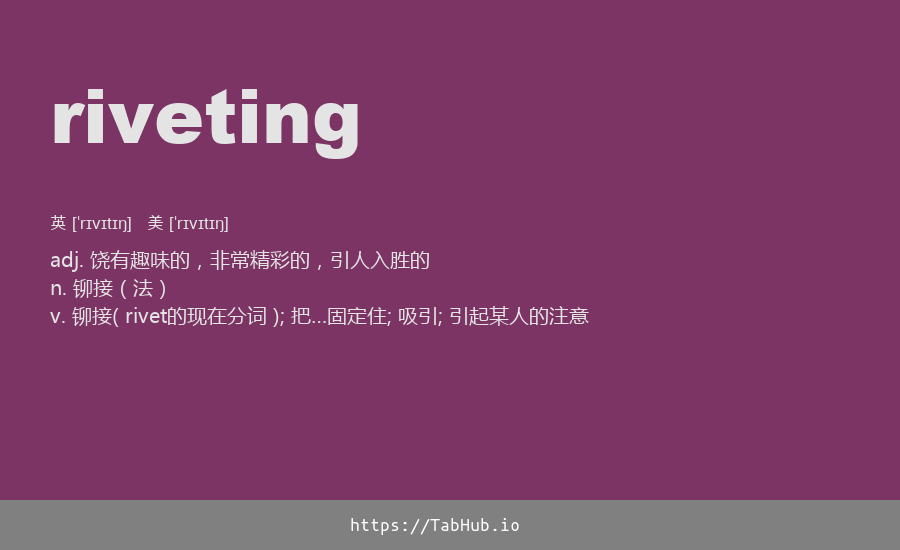 riveting
英 [ˈrɪvɪtɪŋ] 美 [ˈrɪvɪtɪŋ]
adj. 饶有趣味的，非常精彩的，引人入胜的
n. 铆接（法）
v. 铆接( rivet的现在分词 ); 把…固定住; 吸引; 引起某人的注意
https://TabHub.io